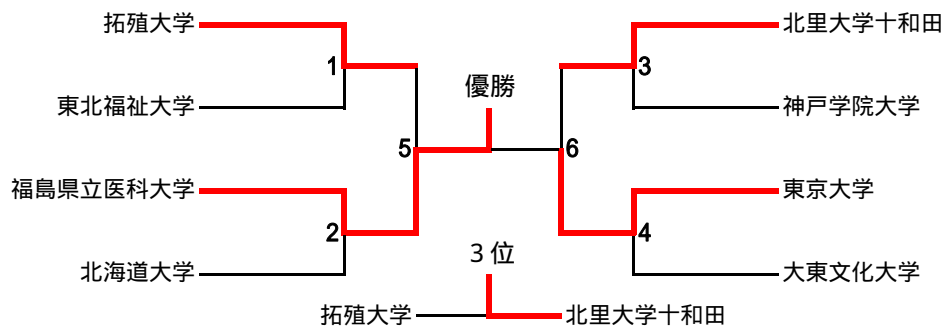 拓殖大学
北里大学十和田
1
3
優勝
東北福祉大学
神戸学院大学
5
6
福島県立医科大学
東京大学
2
4
3位
北海道大学
大東文化大学
拓殖大学
北里大学十和田